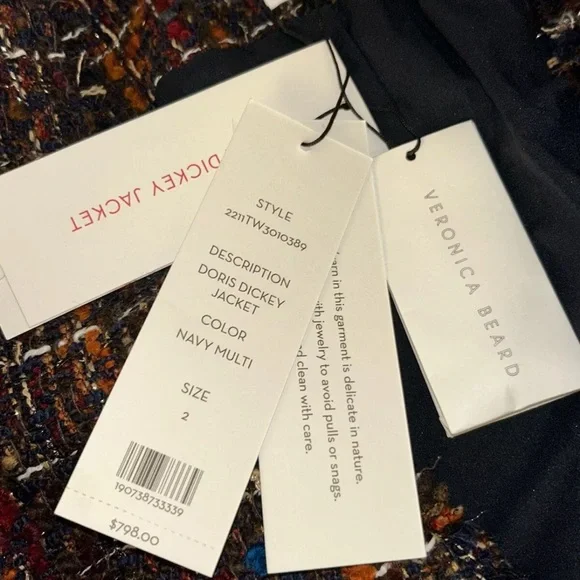 DICKEY JACKET
STYLE
2211TW3010389
DESCRIPTION
DORIS DICKEY
JACKET
COLOR
NAVY MULTI
SIZE
2
190738733339
$798.00
in this garment is delicate in nature.
jewelry to avoid pulls or snags.
clean with care.
VERONICA BEARD